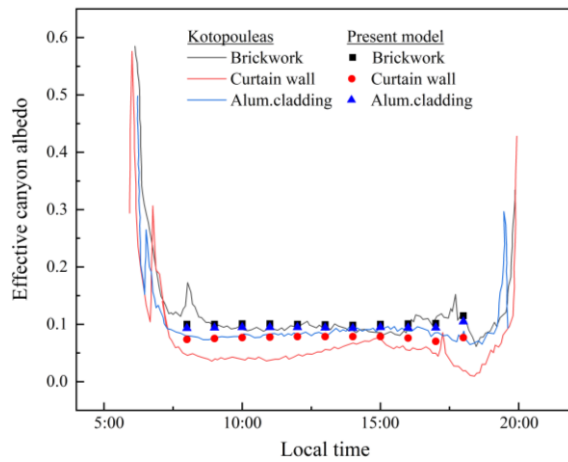 Kotopouleas Present model
Brickwork Brickwork
Curtain wall Curtain wall
Alum.cladding Alum.cladding
Effective canyon albedo
0.6
0.5
0.4
0.3
0.2
0.1
0.0
5:00 10:00 15:00 20:00
Local time